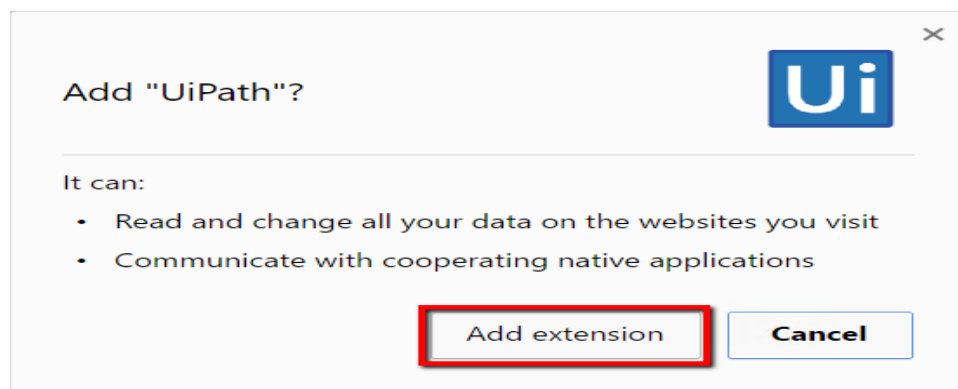 Add "UiPath"?
Ui
It can:
• Read and change all your data on the websites you visit
• Communicate with cooperating native applications
Add extension
Cancel